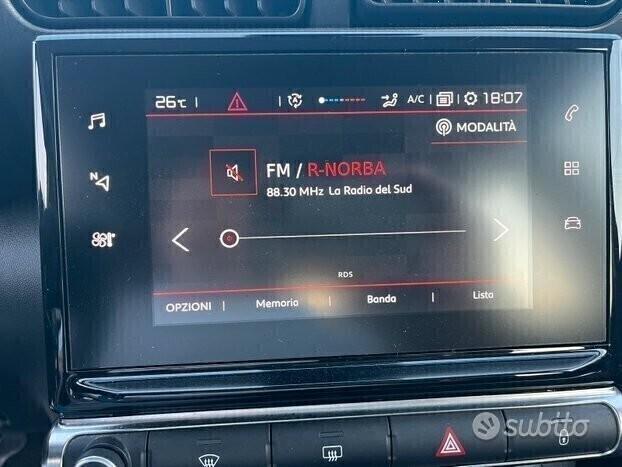 26°C A/C 18:07
MODALITÀ
N
FM / R-NORBA
88.30 MHz La Radio del Sud
RDS
OPZIONI Memoria Banda Lista
subito